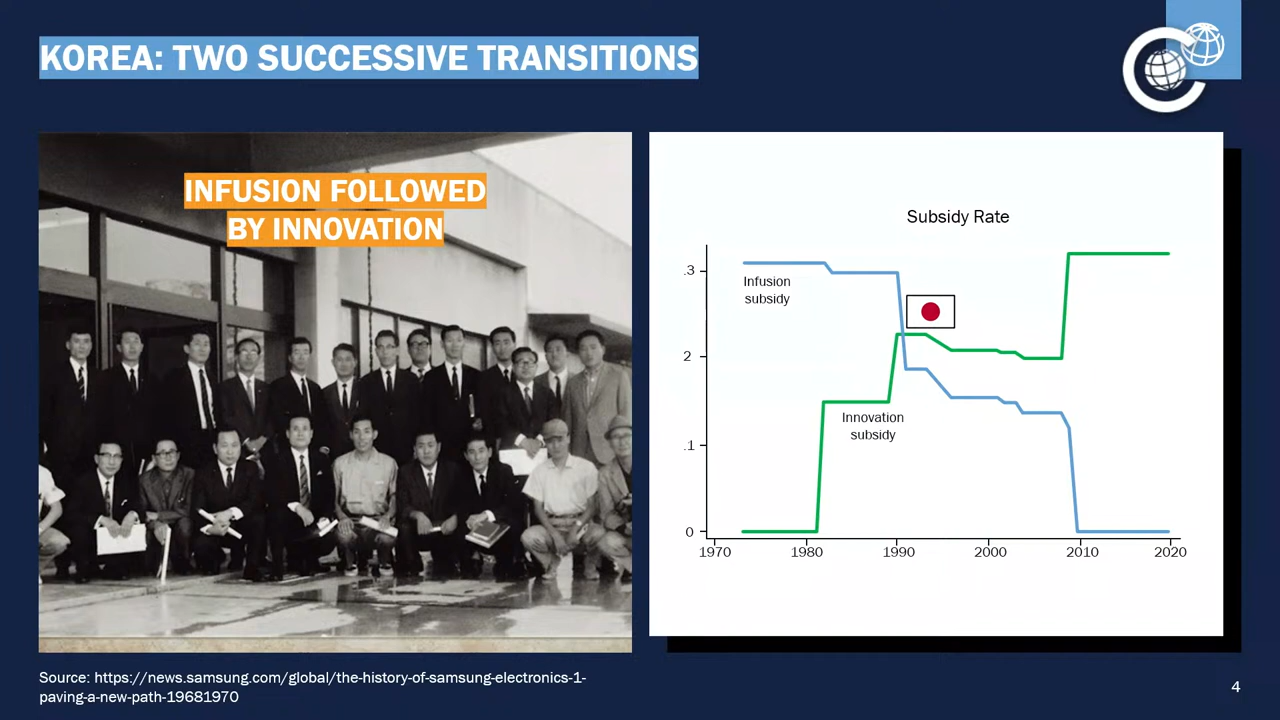 KOREA: TWO SUCCESSIVE TRANSITIONS
INFUSION FOLLOWED
BY INNOVATION
Subsidy Rate
.3
Infusion
subsidy
2
Innovation
subsidy
.1
0
1970 1980 1990 2000 2010 2020
Source: https://news.samsung.com/global/the-history-of-samsung-electronics-1-
paving-a-new-path-19681970
4